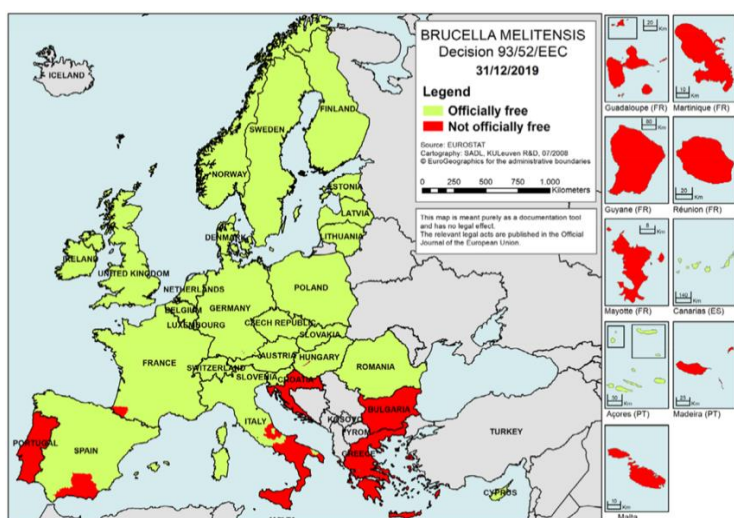 BRUCELLA MELITENSIS
Decision 93/52/EEC
31/12/2019
Legend
Officially free
Not officially free
Source: EUROSTAT
Cartography: SADL, KULeuven R&D, 07/2008
© EuroGeographics for the administrative boundaries
0 250 500 750 1.000
Kilometers
This map is meant purely as a documentation tool
and has no legal effect.
The relevant legal acts are published in the Official
Journal of the European Union.
ICELAND
FINLAND
SWEDEN
NORWAY
ESTONIA
LATVIA
LITHUANIA
DENMARK
IRELAND
UNITED KINGDOM
NETHERLANDS
POLAND
BELGIUM
GERMANY
LUXEMBOURG
CZECH REPUBLIC
SLOVAKIA
FRANCE
AUSTRIA
HUNGARY
SWITZERLAND
SLOVENIA
ROMANIA
CROATIA
ITALY
BULGARIA
KOSOVO
FYROM
PORTUGAL
SPAIN
GREECE
TURKEY
CYPRUS
Guadaloupe (FR)
Martinique (FR)
Guyane (FR)
Réunion (FR)
Mayotte (FR)
Canarias (ES)
Açores (PT)
Madeira (PT)
Malta